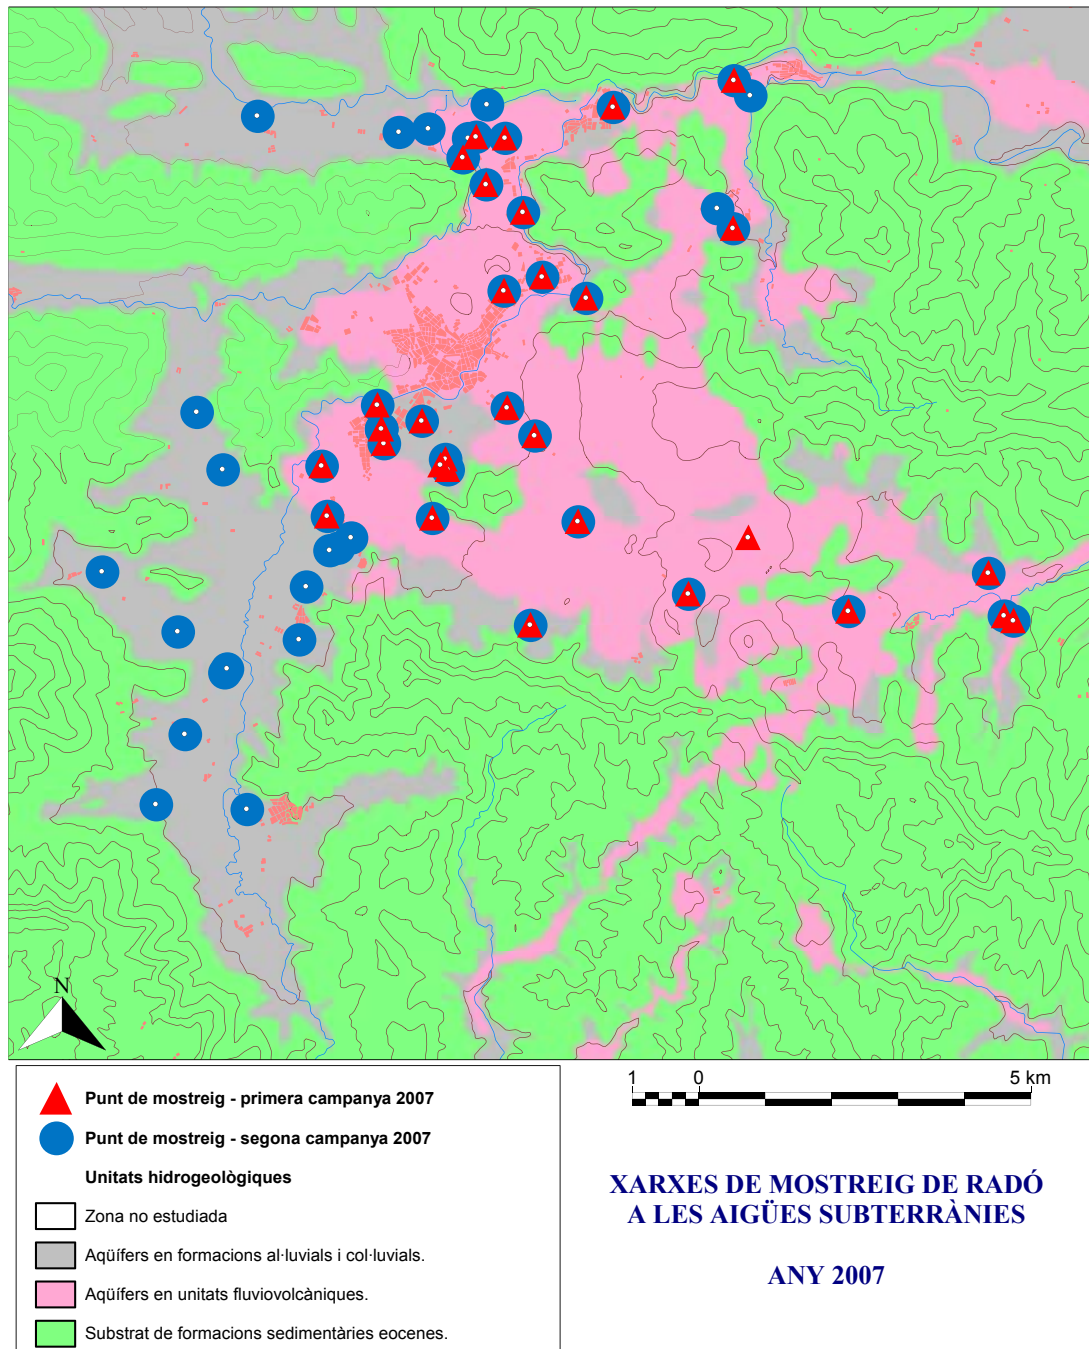 N
Punt de mostreig - primera campanya 2007
Punt de mostreig - segona campanya 2007
Unitats hidrogeològiques
Zona no estudiada
Aqüífers en formacions al·luvials i col·luvials.
Aqüífers en unitats fluviovolcàniques.
Substrat de formacions sedimentàries eocenes.
1 0 5 km
XARXES DE MOSTREIG DE RADÓ
A LES AIGÜES SUBTERRÀNIES
ANY 2007